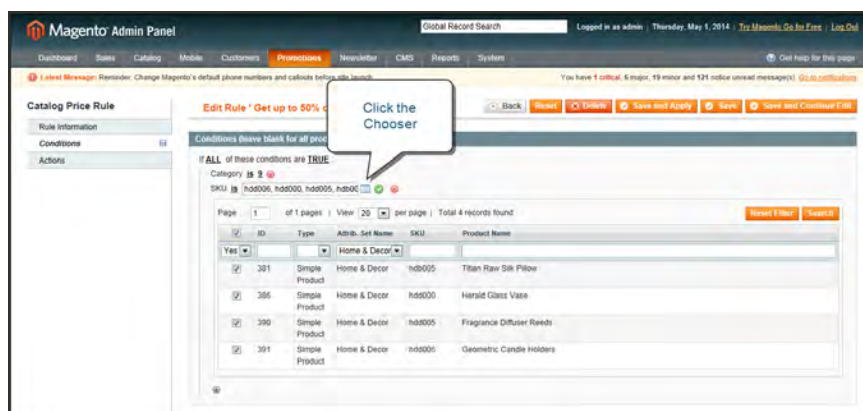 Magento Admin Panel
Global Record Search
Logged in as admin | Thursday, May 1, 2014 | Try Magento Go for Free | Log Out
Dashboard Sales Catalog Mobile Customers Promotions Newsletter CMS Reports System
Get help for this page
Latest Message: Reminder: Change Magento's default phone numbers and callouts before site launch
You have 1 critical, 6 major, 19 minor and 121 notice unread message(s). Go to notifications
Catalog Price Rule
Rule Information
Conditions
Actions
Edit Rule ' Get up to 50% o
Back Reset Delete Save and Apply Save Save and Continue Edit
Click the
Chooser
Conditions (leave blank for all proc
If ALL of these conditions are TRUE :
Category is 9
SKU is hdd006, hdd000, hdd005, hdb00
Page 1 of 1 pages | View 20 per page | Total 4 records found
Reset Filter Search
ID Type Attrib. Set Name SKU Product Name
Yes Home & Decor
381 Simple Product Home & Decor hdb005 Titan Raw Silk Pillow
386 Simple Product Home & Decor hdd000 Herald Glass Vase
390 Simple Product Home & Decor hdd005 Fragrance Diffuser Reeds
391 Simple Product Home & Decor hdd006 Geometric Candle Holders